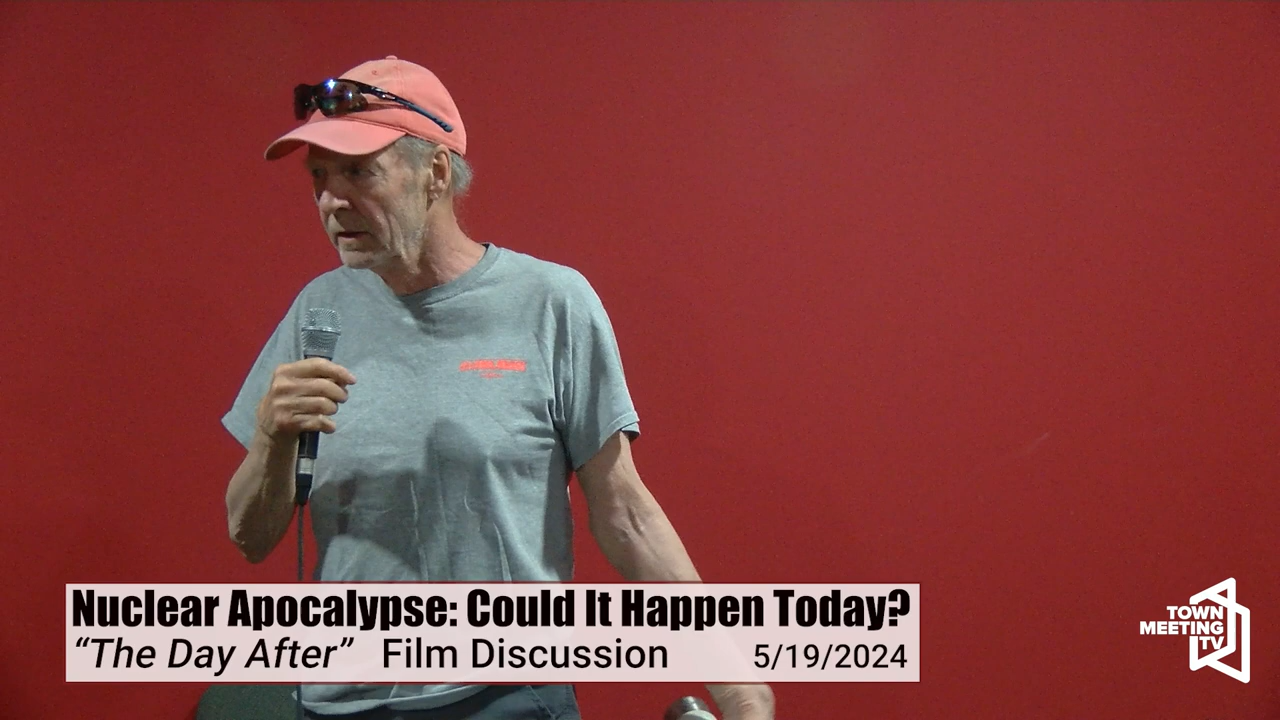 Nuclear Apocalypse: Could It Happen Today?
“The Day After” Film Discussion 5/19/2024
TOWN
MEETING
TV